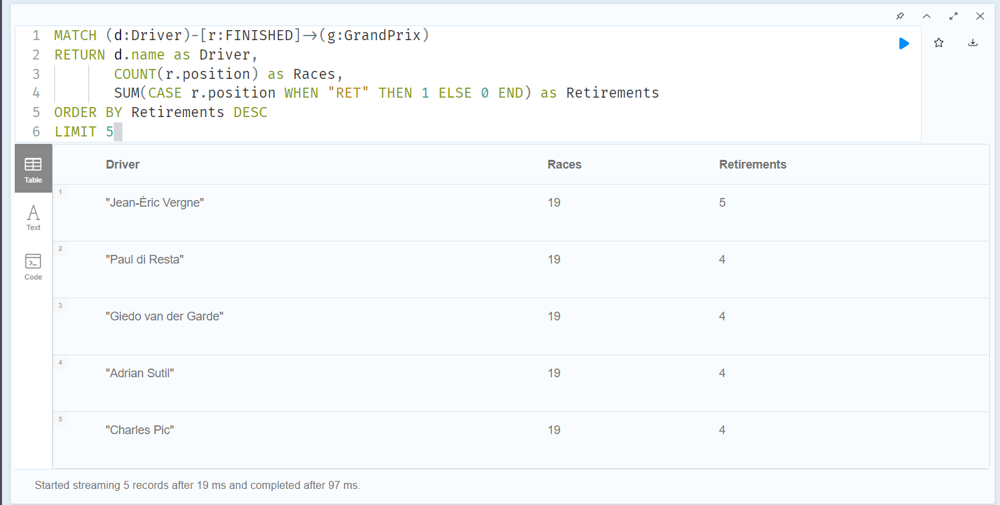 1 MATCH (d:Driver)-[r:FINISHED]→(g:GrandPrix)
2 RETURN d.name as Driver,
3 COUNT(r.position) as Races,
4 SUM(CASE r.position WHEN "RET" THEN 1 ELSE 0 END) as Retirements
5 ORDER BY Retirements DESC
6 LIMIT 5
Table
Text
Code
Driver Races Retirements
1 "Jean-Éric Vergne" 19 5
2 "Paul di Resta" 19 4
3 "Giedo van der Garde" 19 4
4 "Adrian Sutil" 19 4
5 "Charles Pic" 19 4
Started streaming 5 records after 19 ms and completed after 97 ms.